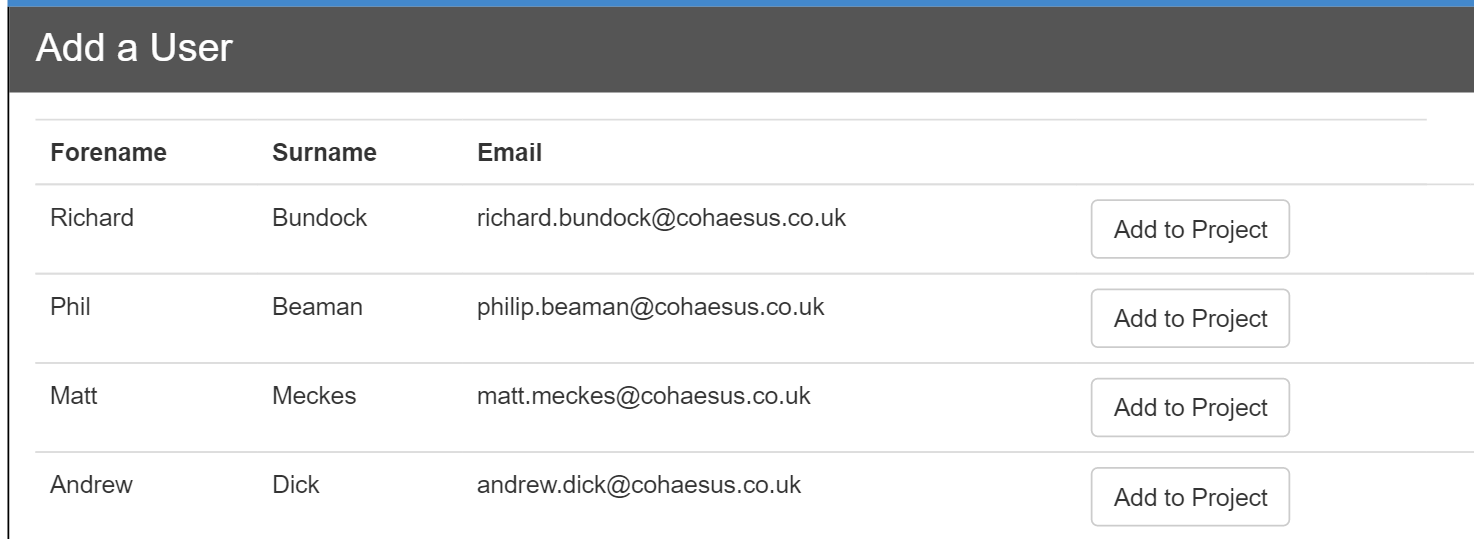 Add a User
Forename Surname Email
Richard Bundock richard.bundock@cohaesus.co.uk Add to Project
Phil Beaman philip.beaman@cohaesus.co.uk Add to Project
Matt Meckes matt.meckes@cohaesus.co.uk Add to Project
Andrew Dick andrew.dick@cohaesus.co.uk Add to Project